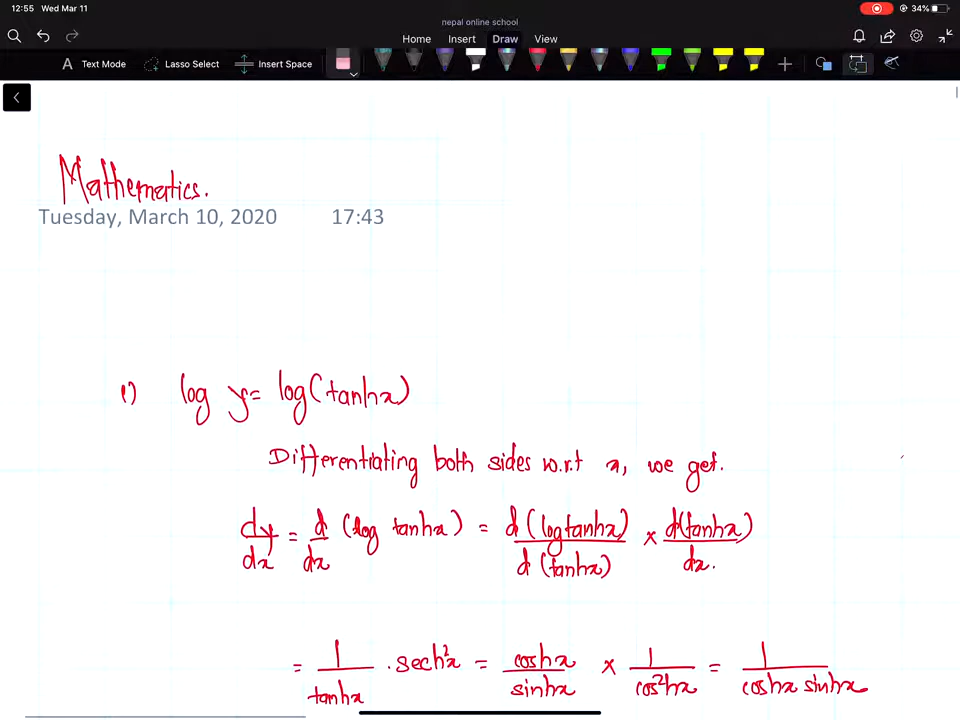 12:55 Wed Mar 11 34%
nepal online school
Home Insert Draw View
A Text Mode Lasso Select Insert Space
Mathematics.
Tuesday, March 10, 2020 17:43
1) log y= log(tanhx)
Differentiating both sides w.r.t x, we get.
dy/dx = d/dx (log tanhx) = d(logtanhx)/d(tanhx) × d(tanhx)/dx.
= 1/tanhx . sech²x = coshx/sinhx × 1/cos²hx = 1/coshx sinhx